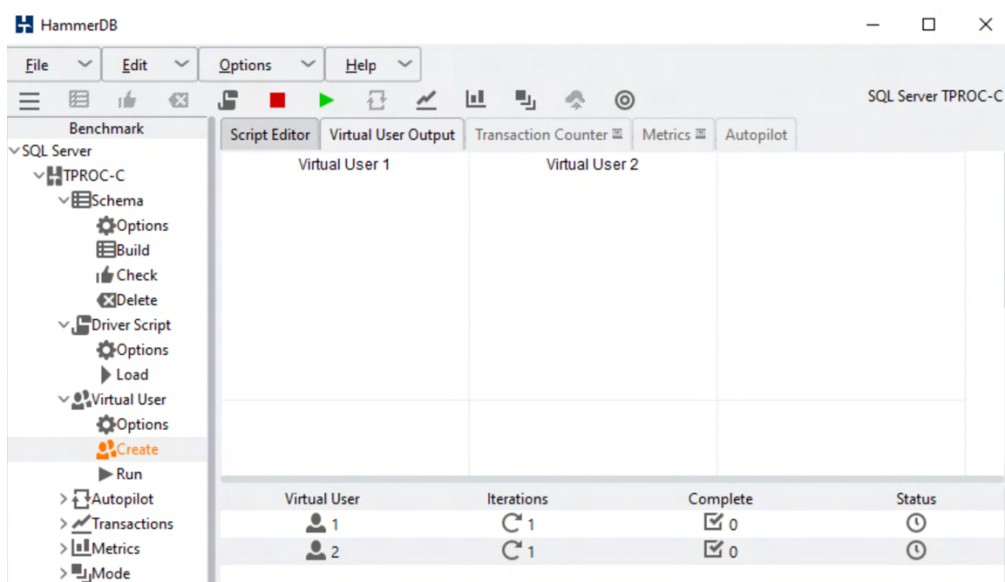 HammerDB
File Edit Options Help
SQL Server TPROC-C
Benchmark
SQL Server
TPROC-C
Schema
Options
Build
Check
Delete
Driver Script
Options
Load
Virtual User
Options
Create
Run
Autopilot
Transactions
Metrics
Mode
Script Editor Virtual User Output Transaction Counter Metrics Autopilot
Virtual User 1 Virtual User 2
Virtual User Iterations Complete Status
1 1 0
2 1 0